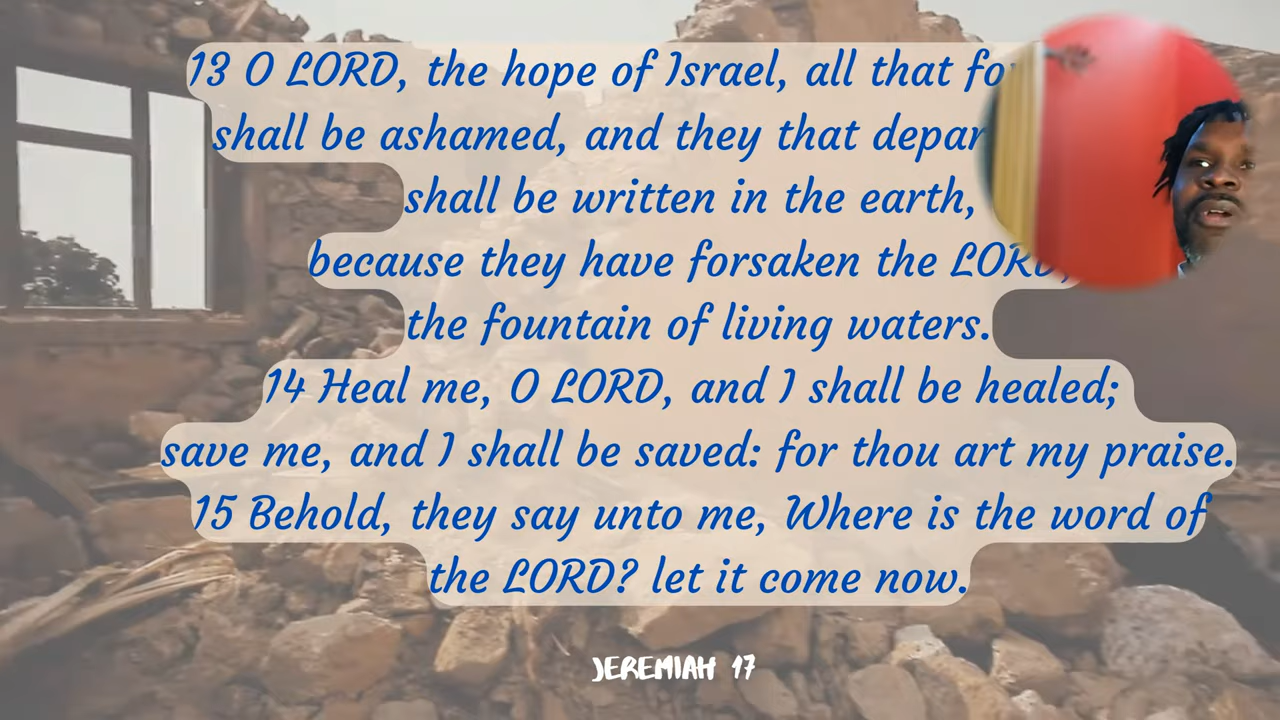 13 O LORD, the hope of Israel, all that
shall be ashamed, and they that
shall be written in the earth,
because they have forsaken the LORD,
the fountain of living waters.
14 Heal me, O LORD, and I shall be healed;
save me, and I shall be saved: for thou art my praise.
15 Behold, they say unto me, Where is the word of
the LORD? let it come now.
JEREMIAH 17